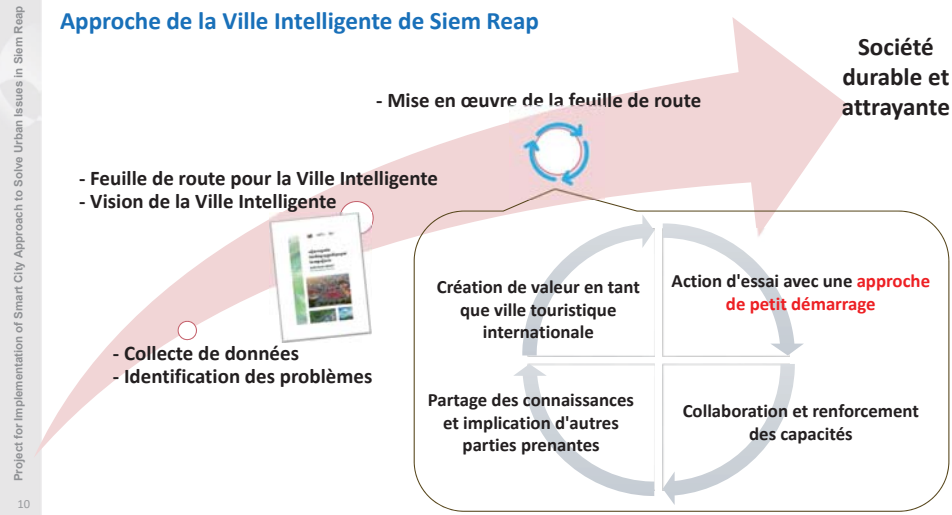 Approche de la Ville Intelligente de Siem Reap
Project for Implementation of Smart City Approach to Solve Urban Issues in Siem Reap
Société
durable et
attrayante
- Mise en œuvre de la feuille de route
- Feuille de route pour la Ville Intelligente
- Vision de la Ville Intelligente
- Collecte de données
- Identification des problèmes
Création de valeur en tant
que ville touristique
internationale
Action d'essai avec une approche
de petit démarrage
Partage des connaissances
et implication d'autres
parties prenantes
Collaboration et renforcement
des capacités
10